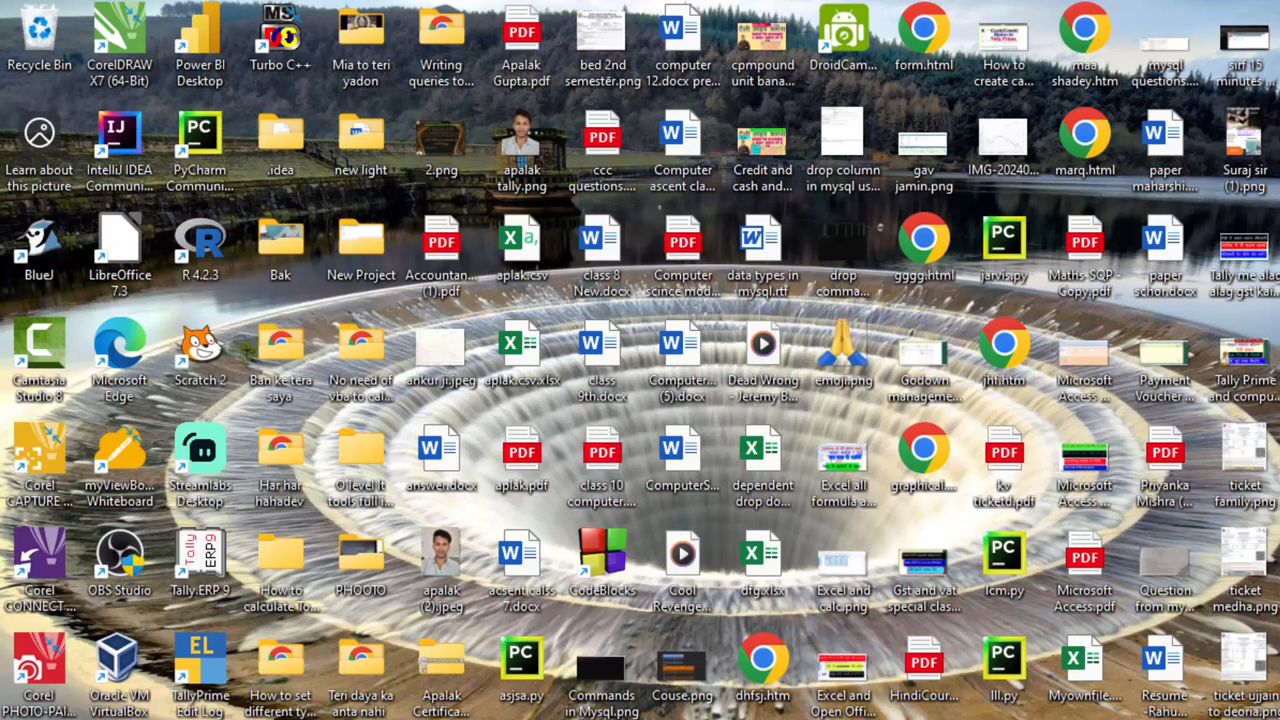 Recycle Bin
CorelDRAW
X7 (64-Bit)
Power BI
Desktop
Turbo C++
Mia to teri
yadon
Writing
queries to...
Apalak
Gupta.pdf
bed 2nd
semester.png
computer
12.docx pre...
cpmpound
unit bana...
DroidCam...
form.html
How to
create ca...
maa
shadey.htm
mysql
questions....
sirf 15
minutes ...
Learn about
this picture
IntelliJ IDEA
Communi...
PyCharm
Communi...
.idea
new light
2.png
apalak
tally.png
ccc
questions....
Computer
ascent cla...
Credit and
cash and...
drop column
in mysql us...
gav
jamin.png
IMG-20240...
marq.html
paper
maharshi....
Suraj sir
(1).png
BlueJ
LibreOffice
7.3
R 4.2.3
Bak
New Project
Accountan...
(1).pdf
aplak.csv
class 8
New.docx
Computer
scince mod...
data types in
mysql.rtf
drop
comma...
gggg.html
jarvis.py
Maths-SQP -
Copy.pdf
paper
schor.docx
Tally me alag
alag gst kai...
Camtasia
Studio 8
Microsoft
Edge
Scratch 2
Ban ke tera
saya
No need of
vba to cal...
ankur ji.jpeg
aplak.csv.xlsx
class
9th.docx
Computer...
(5).docx
Dead Wrong
- Jeremy B...
emoji.png
Godown
manageme...
jhf.htm
Microsoft
Access ...
Payment
Voucher ...
Tally Prime
and compu...
Corel
CAPTURE ...
myViewBo...
Whiteboard
Streamlabs
Desktop
Har har
hahadev
O level it
tools full i...
answer.docx
aplak.pdf
class 10
computer....
ComputerS...
dependent
drop do...
Excel all
formula a...
graphical....
kv
ticketd.pdf
Microsoft
Access ...
Priyanka
Mishra (...
ticket
family.png
Corel
CONNECT ...
OBS Studio
Tally.ERP 9
How to
calculate To...
PHOOTO
apalak
(2).jpeg
acsenticalss
7.docx
CodeBlocks
Cool
Revenge...
dfg.xlsx
Excel and
calc.png
Gst and vat
special clas...
lcm.py
Microsoft
Access.pdf
Question
from my...
ticket
medha.png
Corel
PHOTO-PAI...
Oracle VM
VirtualBox
TallyPrime
Edit Log
How to set
different ty...
Teri daya ka
anta nahi
Apalak
Certifica...
asjsa.py
Commands
in Mysql.png
Couse.png
dhfsj.htm
Excel and
Open Offi...
HindiCour...
lll.py
Myownfile....
Resume
-Rahu...
ticket ujjain
to deoria.png